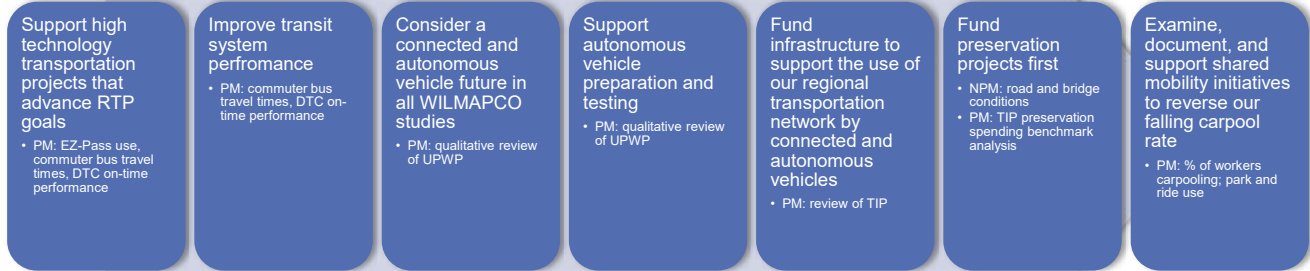 Support high
technology
transportation
projects that
advance RTP
goals
• PM: EZ-Pass use,
commuter bus travel
times, DTC on-time
performance
Improve transit
system
perfromance
• PM: commuter bus
travel times, DTC on-
time performance
Consider a
connected and
autonomous
vehicle future in
all WILMAPCO
studies
• PM: qualitative review
of UPWP
Support
autonomous
vehicle
preparation and
testing
• PM: qualitative review
of UPWP
Fund
infrastructure to
support the use of
our regional
transportation
network by
connected and
autonomous
vehicles
• PM: review of TIP
Fund
preservation
projects first
• NPM: road and bridge
conditions
• PM: TIP preservation
spending benchmark
analysis
Examine,
document, and
support shared
mobility initiatives
to reverse our
falling carpool
rate
• PM: % of workers
carpooling; park and
ride use